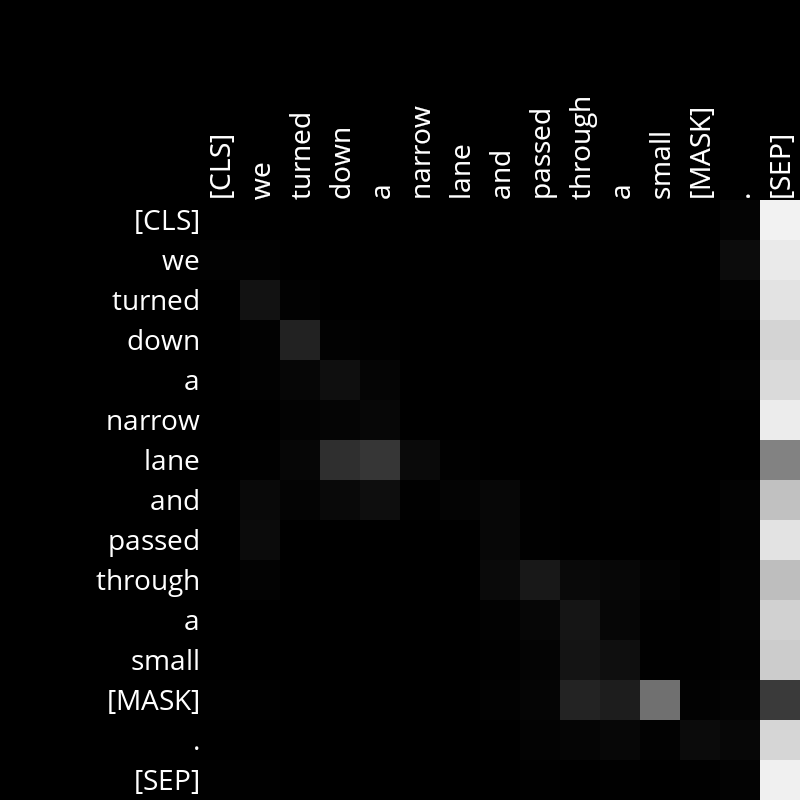 [CLS] we turned down a narrow lane and passed through a small [MASK] . [SEP]
[CLS]
we
turned
down
a
narrow
lane
and
passed
through
a
small
[MASK]
.
[SEP]